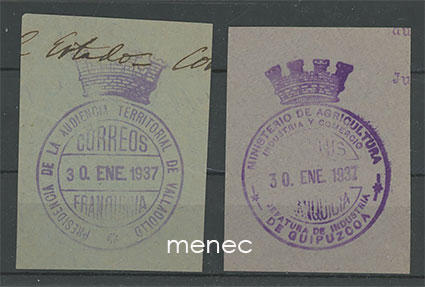 Estados
PRESIDENCIA DE LA AUDIENCIA TERRITORIAL DE VALLADOLID
CORREOS
30 ENE. 1937
FRANQUICIA
MINISTERIO DE AGRICULTURA
INDUSTRIA Y COMERCIO
30 ENE. 1937
JEFATURA DE INDUSTRIA
DE GUIPUZCOA
menec